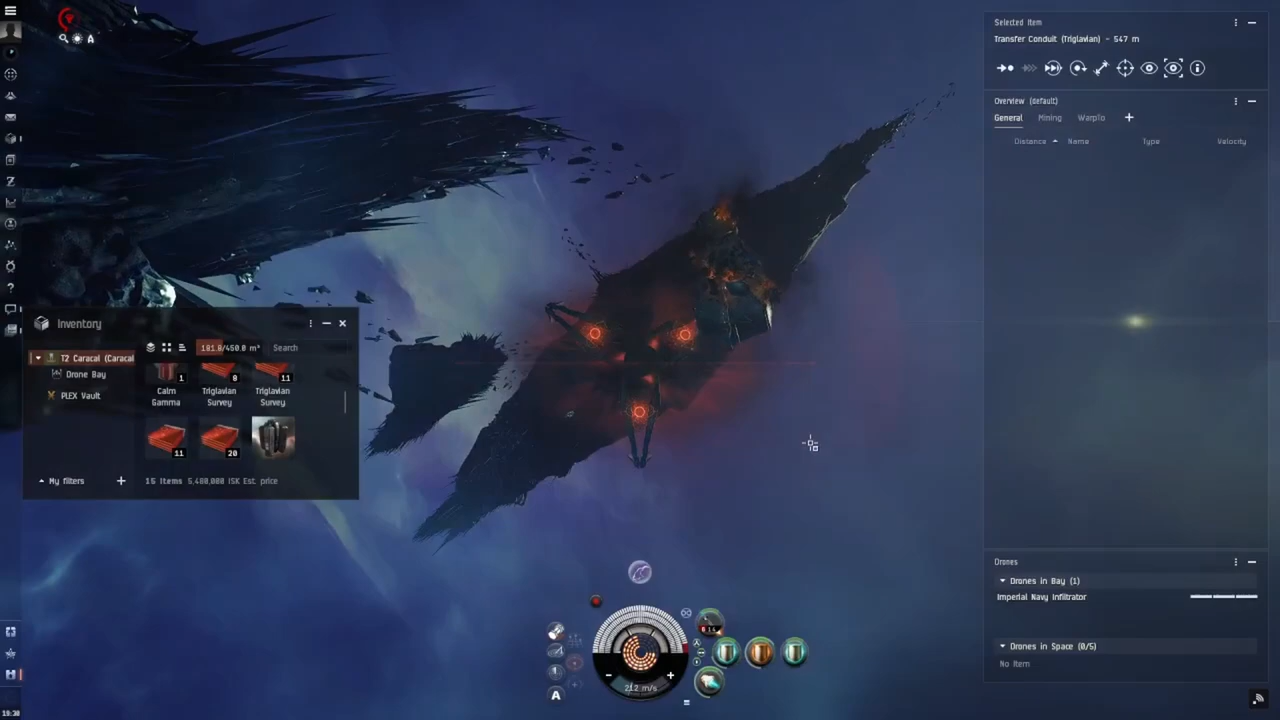 A
Selected Item
Transfer Conduit (Triglavian) - 547 m
Overview (default)
General Mining WarpTo +
Distance Name Type Velocity
Inventory
T2 Caracal (Caracal
Drone Bay
PLEX Vault
181.0/450.0 m³ Search
1 8 11
Calm Gamma
Triglavian Survey
Triglavian Survey
11 20
My filters +
15 Items 5,480,000 ISK Est. price
Drones
Drones in Bay (1)
Imperial Navy Infiltrator
Drones in Space (0/5)
No Item
212 m/s
A
19:30